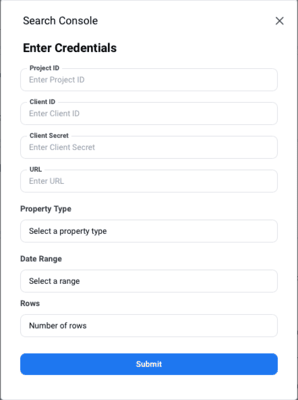 Search Console
Enter Credentials
Project ID
Enter Project ID
Client ID
Enter Client ID
Client Secret
Enter Client Secret
URL
Enter URL
Property Type
Select a property type
Date Range
Select a range
Rows
Number of rows
Submit